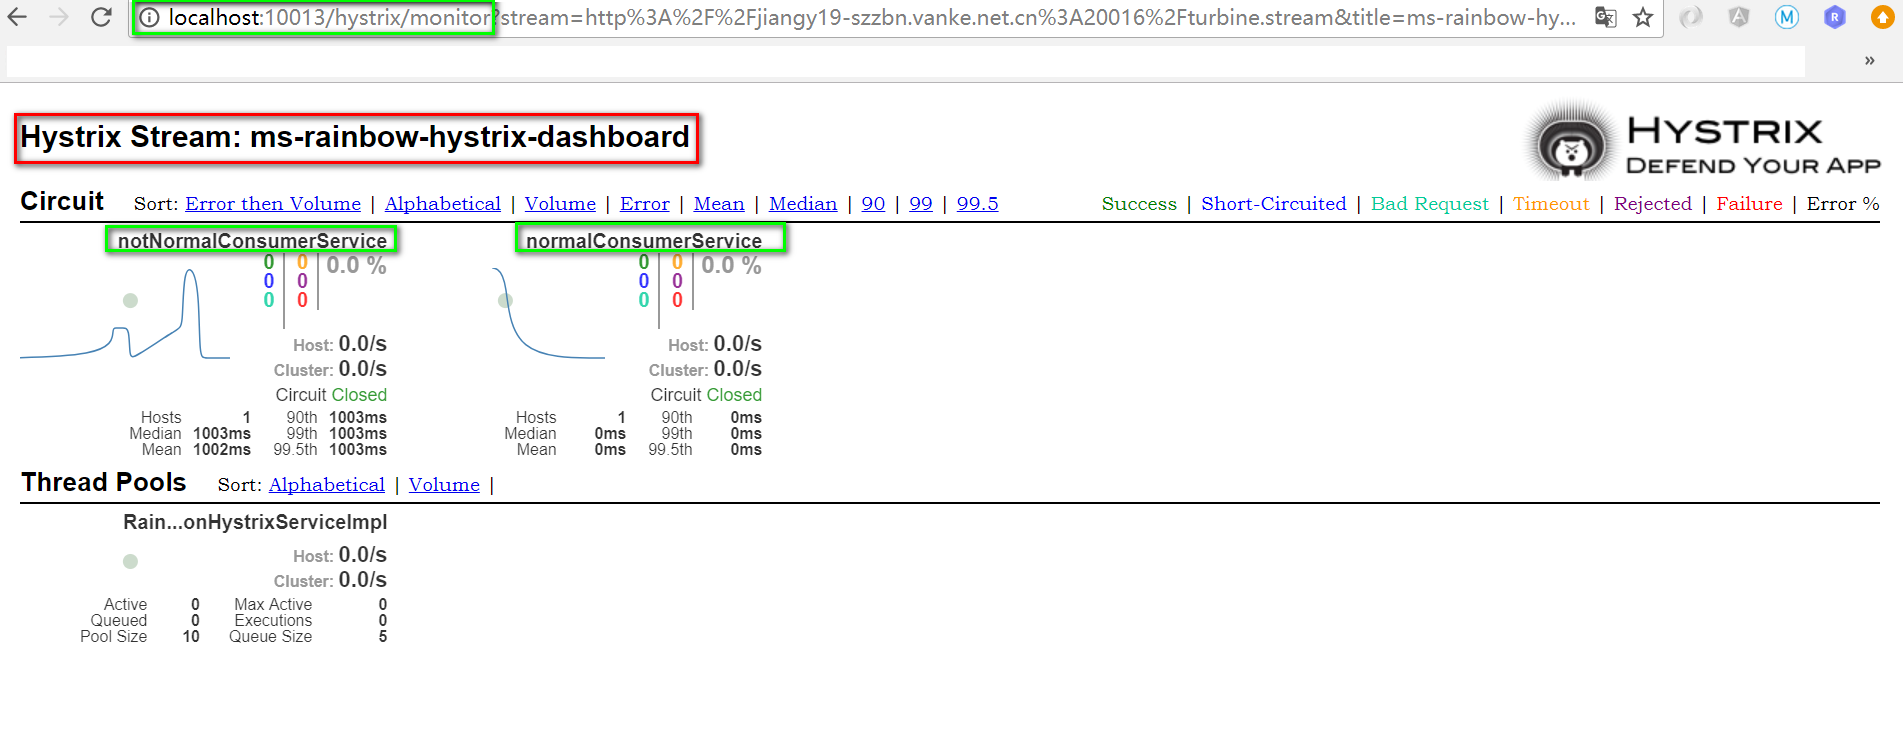 localhost:10013/hystrix/monitor?stream=http%3A%2F%2Fjiangy19-szzbn.vanke.net.cn%3A20016%2Fturbine.stream&title=ms-rainbow-hy...
M
R
»
Hystrix Stream: ms-rainbow-hystrix-dashboard
HYSTRIX
DEFEND YOUR APP
Circuit Sort: Error then Volume | Alphabetical | Volume | Error | Mean | Median | 90 | 99 | 99.5
Success | Short-Circuited | Bad Request | Timeout | Rejected | Failure | Error %
notNormalConsumerService
0 0 0.0 %
0 0
0 0
Host: 0.0/s
Cluster: 0.0/s
Circuit Closed
Hosts 1 90th 1003ms
Median 1003ms 99th 1003ms
Mean 1002ms 99.5th 1003ms
normalConsumerService
0 0 0.0 %
0 0
0 0
Host: 0.0/s
Cluster: 0.0/s
Circuit Closed
Hosts 1 90th 0ms
Median 0ms 99th 0ms
Mean 0ms 99.5th 0ms
Thread Pools Sort: Alphabetical | Volume |
Rain...onHystrixServiceImpl
Host: 0.0/s
Cluster: 0.0/s
Active 0 Max Active 0
Queued 0 Executions 0
Pool Size 10 Queue Size 5